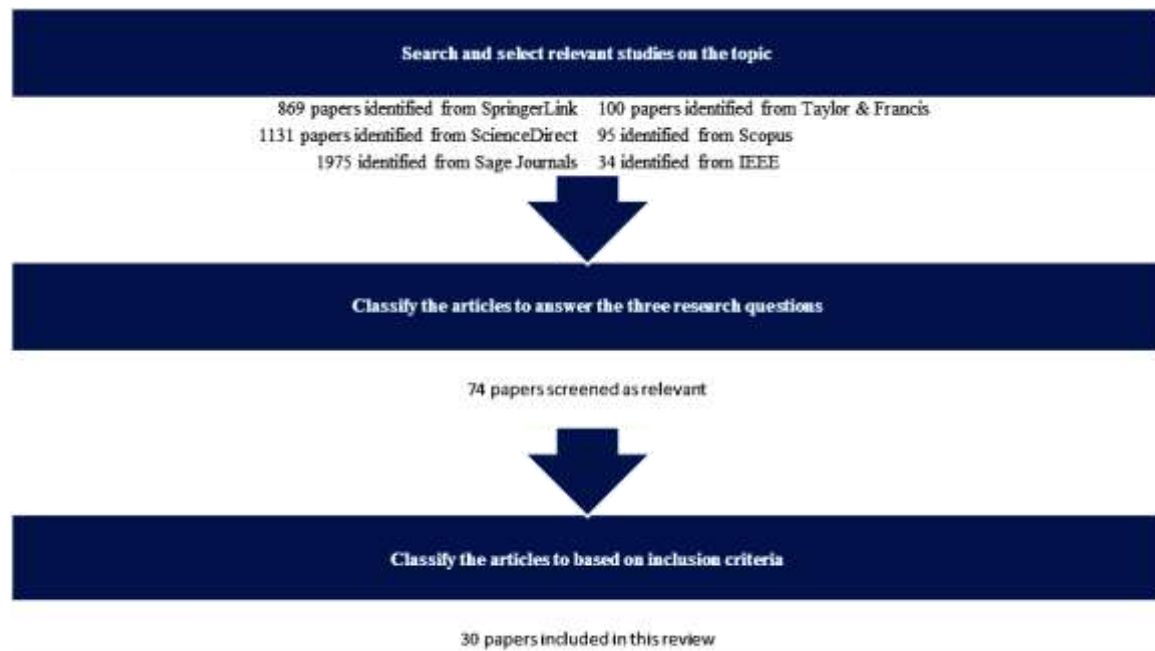 Search and select relevant studies on the topic
869 papers identified from SpringerLink 100 papers identified from Taylor & Francis
1131 papers identified from ScienceDirect 95 identified from Scopus
1975 identified from Sage Journals 34 identified from IEEE
Classify the articles to answer the three research questions
74 papers screened as relevant
Classify the articles to based on inclusion criteria
30 papers included in this review